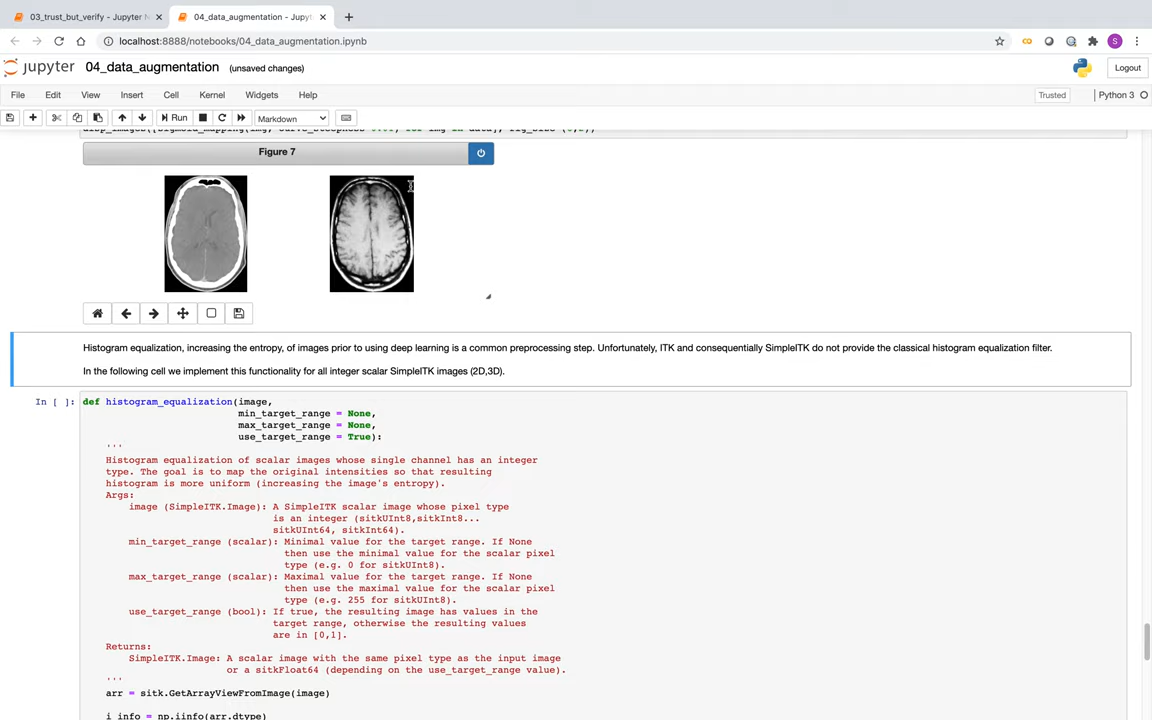 03_trust_but_verify - Jupyter N
04_data_augmentation - Jupy
localhost:8888/notebooks/04_data_augmentation.ipynb
S
jupyter 04_data_augmentation (unsaved changes)
Logout
File Edit View Insert Cell Kernel Widgets Help
Trusted
Python 3
Run
Markdown
Figure 7
Histogram equalization, increasing the entropy, of images prior to using deep learning is a common preprocessing step. Unfortunately, ITK and consequentially SimpleITK do not provide the classical histogram equalization filter.
In the following cell we implement this functionality for all integer scalar SimpleITK images (2D,3D).
In [ ]: def histogram_equalization(image,
min_target_range = None,
max_target_range = None,
use_target_range = True):
'''
Histogram equalization of scalar images whose single channel has an integer
type. The goal is to map the original intensities so that resulting
histogram is more uniform (increasing the image's entropy).
Args:
image (SimpleITK.Image): A SimpleITK scalar image whose pixel type
is an integer (sitkUInt8,sitkInt8...
sitkUInt64, sitkInt64).
min_target_range (scalar): Minimal value for the target range. If None
then use the minimal value for the scalar pixel
type (e.g. 0 for sitkUInt8).
max_target_range (scalar): Maximal value for the target range. If None
then use the maximal value for the scalar pixel
type (e.g. 255 for sitkUInt8).
use_target_range (bool): If true, the resulting image has values in the
target range, otherwise the resulting values
are in [0,1].
Returns:
SimpleITK.Image: A scalar image with the same pixel type as the input image
or a sitkFloat64 (depending on the use_target_range value).
'''
arr = sitk.GetArrayViewFromImage(image)
i_info = np.iinfo(arr.dtype)